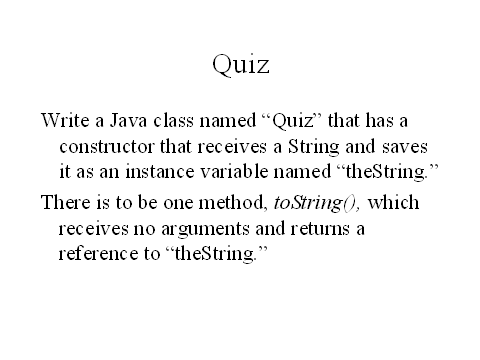 Quiz
Write a Java class named “Quiz” that has a
constructor that receives a String and saves
it as an instance variable named “theString.”
There is to be one method, toString(), which
receives no arguments and returns a
reference to “theString.”